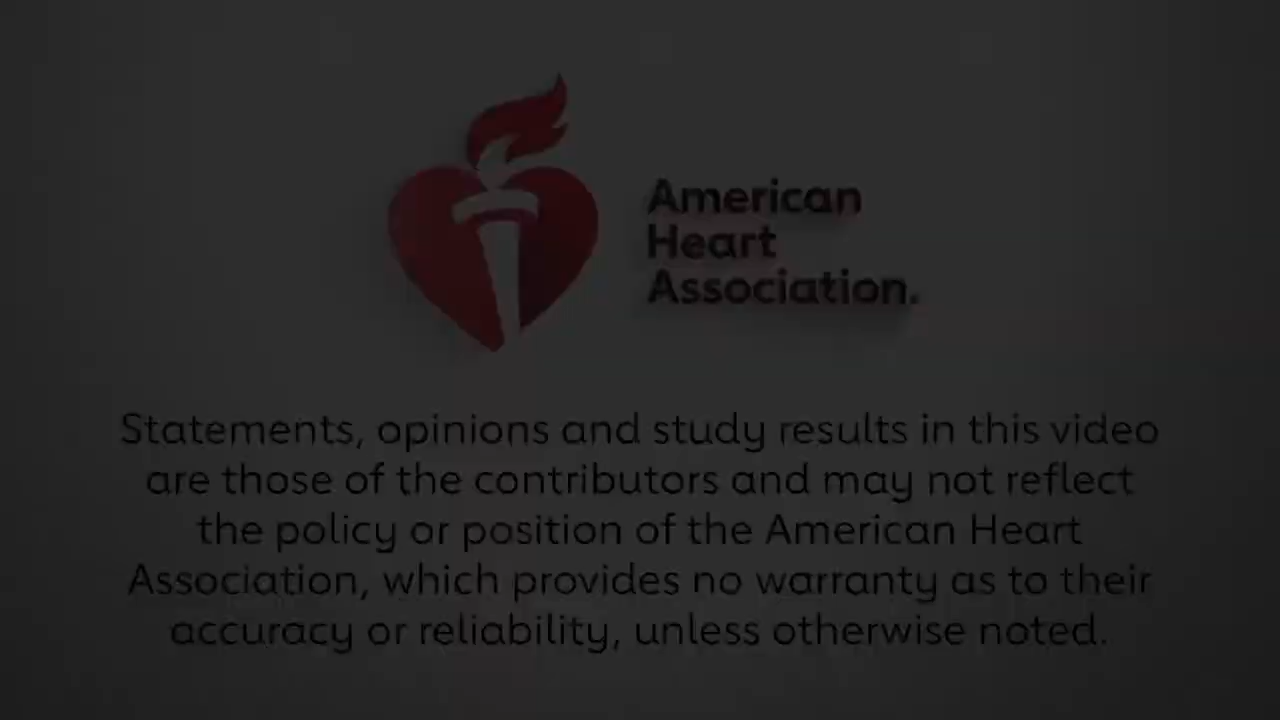 American
Heart
Association.
Statements, opinions and study results in this video
are those of the contributors and may not reflect
the policy or position of the American Heart
Association, which provides no warranty as to their
accuracy or reliability, unless otherwise noted.